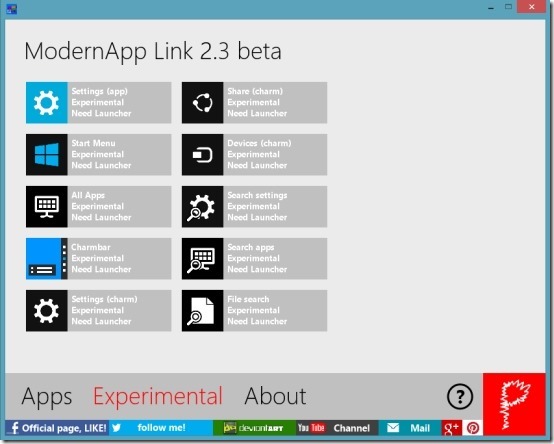 ModernApp Link 2.3 beta
Settings (app)
Experimental
Need Launcher
Share (charm)
Experimental
Need Launcher
Start Menu
Experimental
Need Launcher
Devices (charm)
Experimental
Need Launcher
All Apps
Experimental
Need Launcher
Search settings
Experimental
Need Launcher
Charmbar
Experimental
Need Launcher
Search apps
Experimental
Need Launcher
Settings (charm)
Experimental
Need Launcher
File search
Experimental
Need Launcher
Apps Experimental About ?
f Official page, LIKE! follow me! deviantART You Tube Channel Mail g+